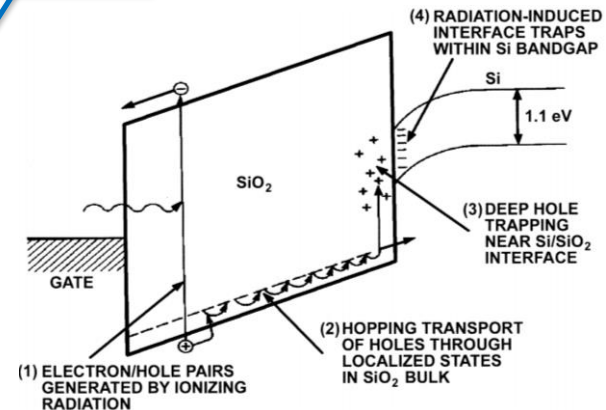 (4) RADIATION-INDUCED
INTERFACE TRAPS
WITHIN Si BANDGAP
Si
1.1 eV
SiO₂
(3) DEEP HOLE
TRAPPING
NEAR Si/SiO₂
INTERFACE
GATE
(2) HOPPING TRANSPORT
OF HOLES THROUGH
LOCALIZED STATES
IN SiO₂ BULK
(1) ELECTRON/HOLE PAIRS
GENERATED BY IONIZING
RADIATION